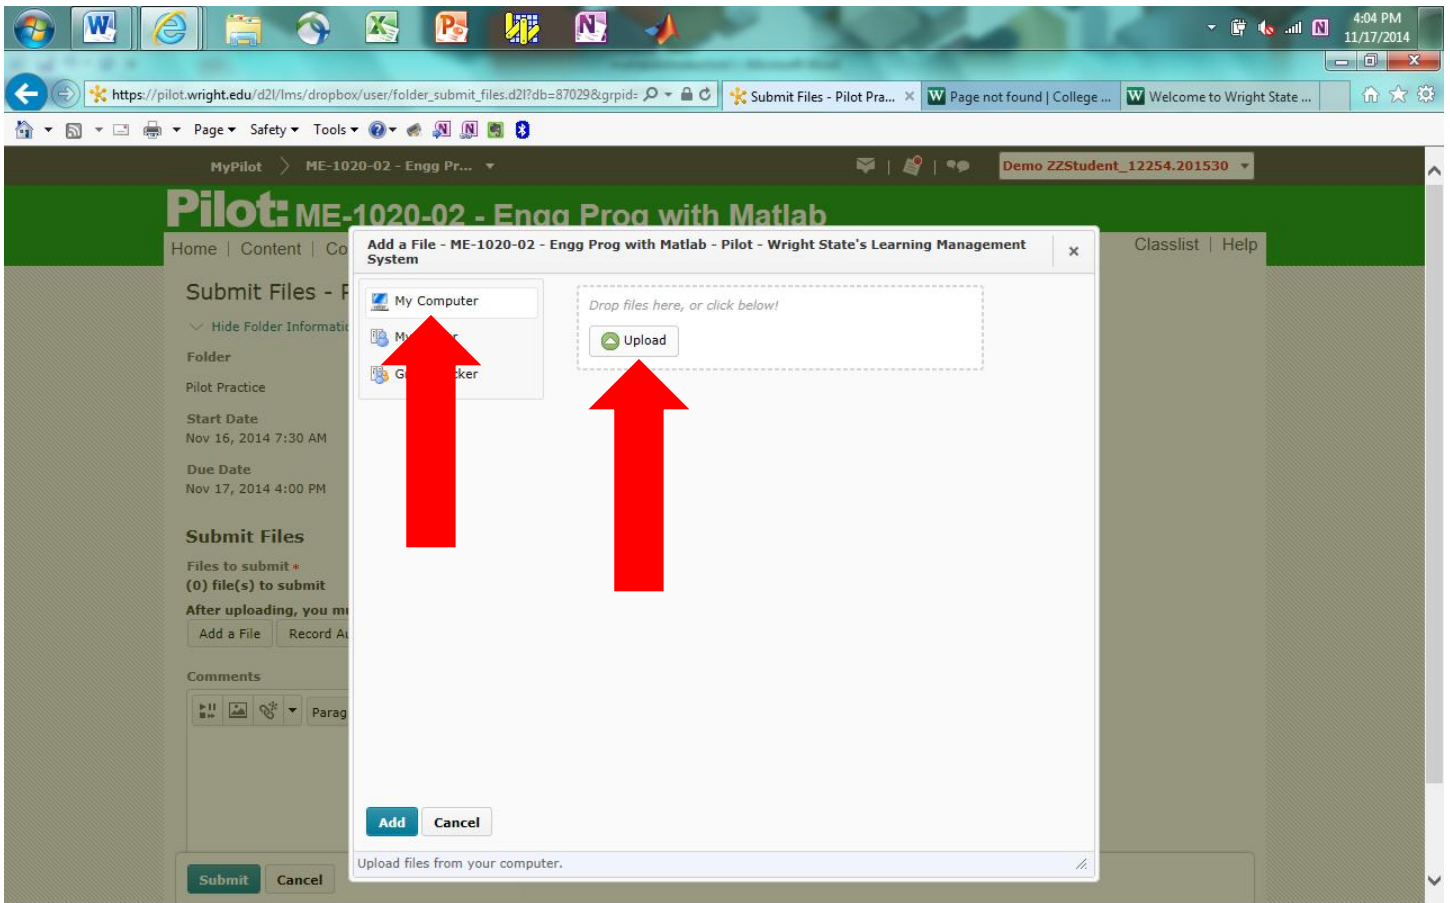 4:04 PM
11/17/2014
https://pilot.wright.edu/d2l/lms/dropbox/user/folder_submit_files.d2l?db=87029&grpid=
Submit Files - Pilot Pra...
Page not found | College ...
Welcome to Wright State ...
Page Safety Tools
MyPilot ME-1020-02 - Engg Pr...
Demo ZZStudent_12254.201530
Pilot: ME-1020-02 - Engg Prog with Matlab
Home | Content | Co
Classlist | Help
Add a File - ME-1020-02 - Engg Prog with Matlab - Pilot - Wright State's Learning Management
System
Submit Files - P
My Computer
Drop files here, or click below!
Upload
Hide Folder Informatio
My
Folder
G cker
Pilot Practice
Start Date
Nov 16, 2014 7:30 AM
Due Date
Nov 17, 2014 4:00 PM
Submit Files
Files to submit *
(0) file(s) to submit
After uploading, you mu
Add a File
Record Au
Comments
Parag
Add
Cancel
Upload files from your computer.
Submit
Cancel